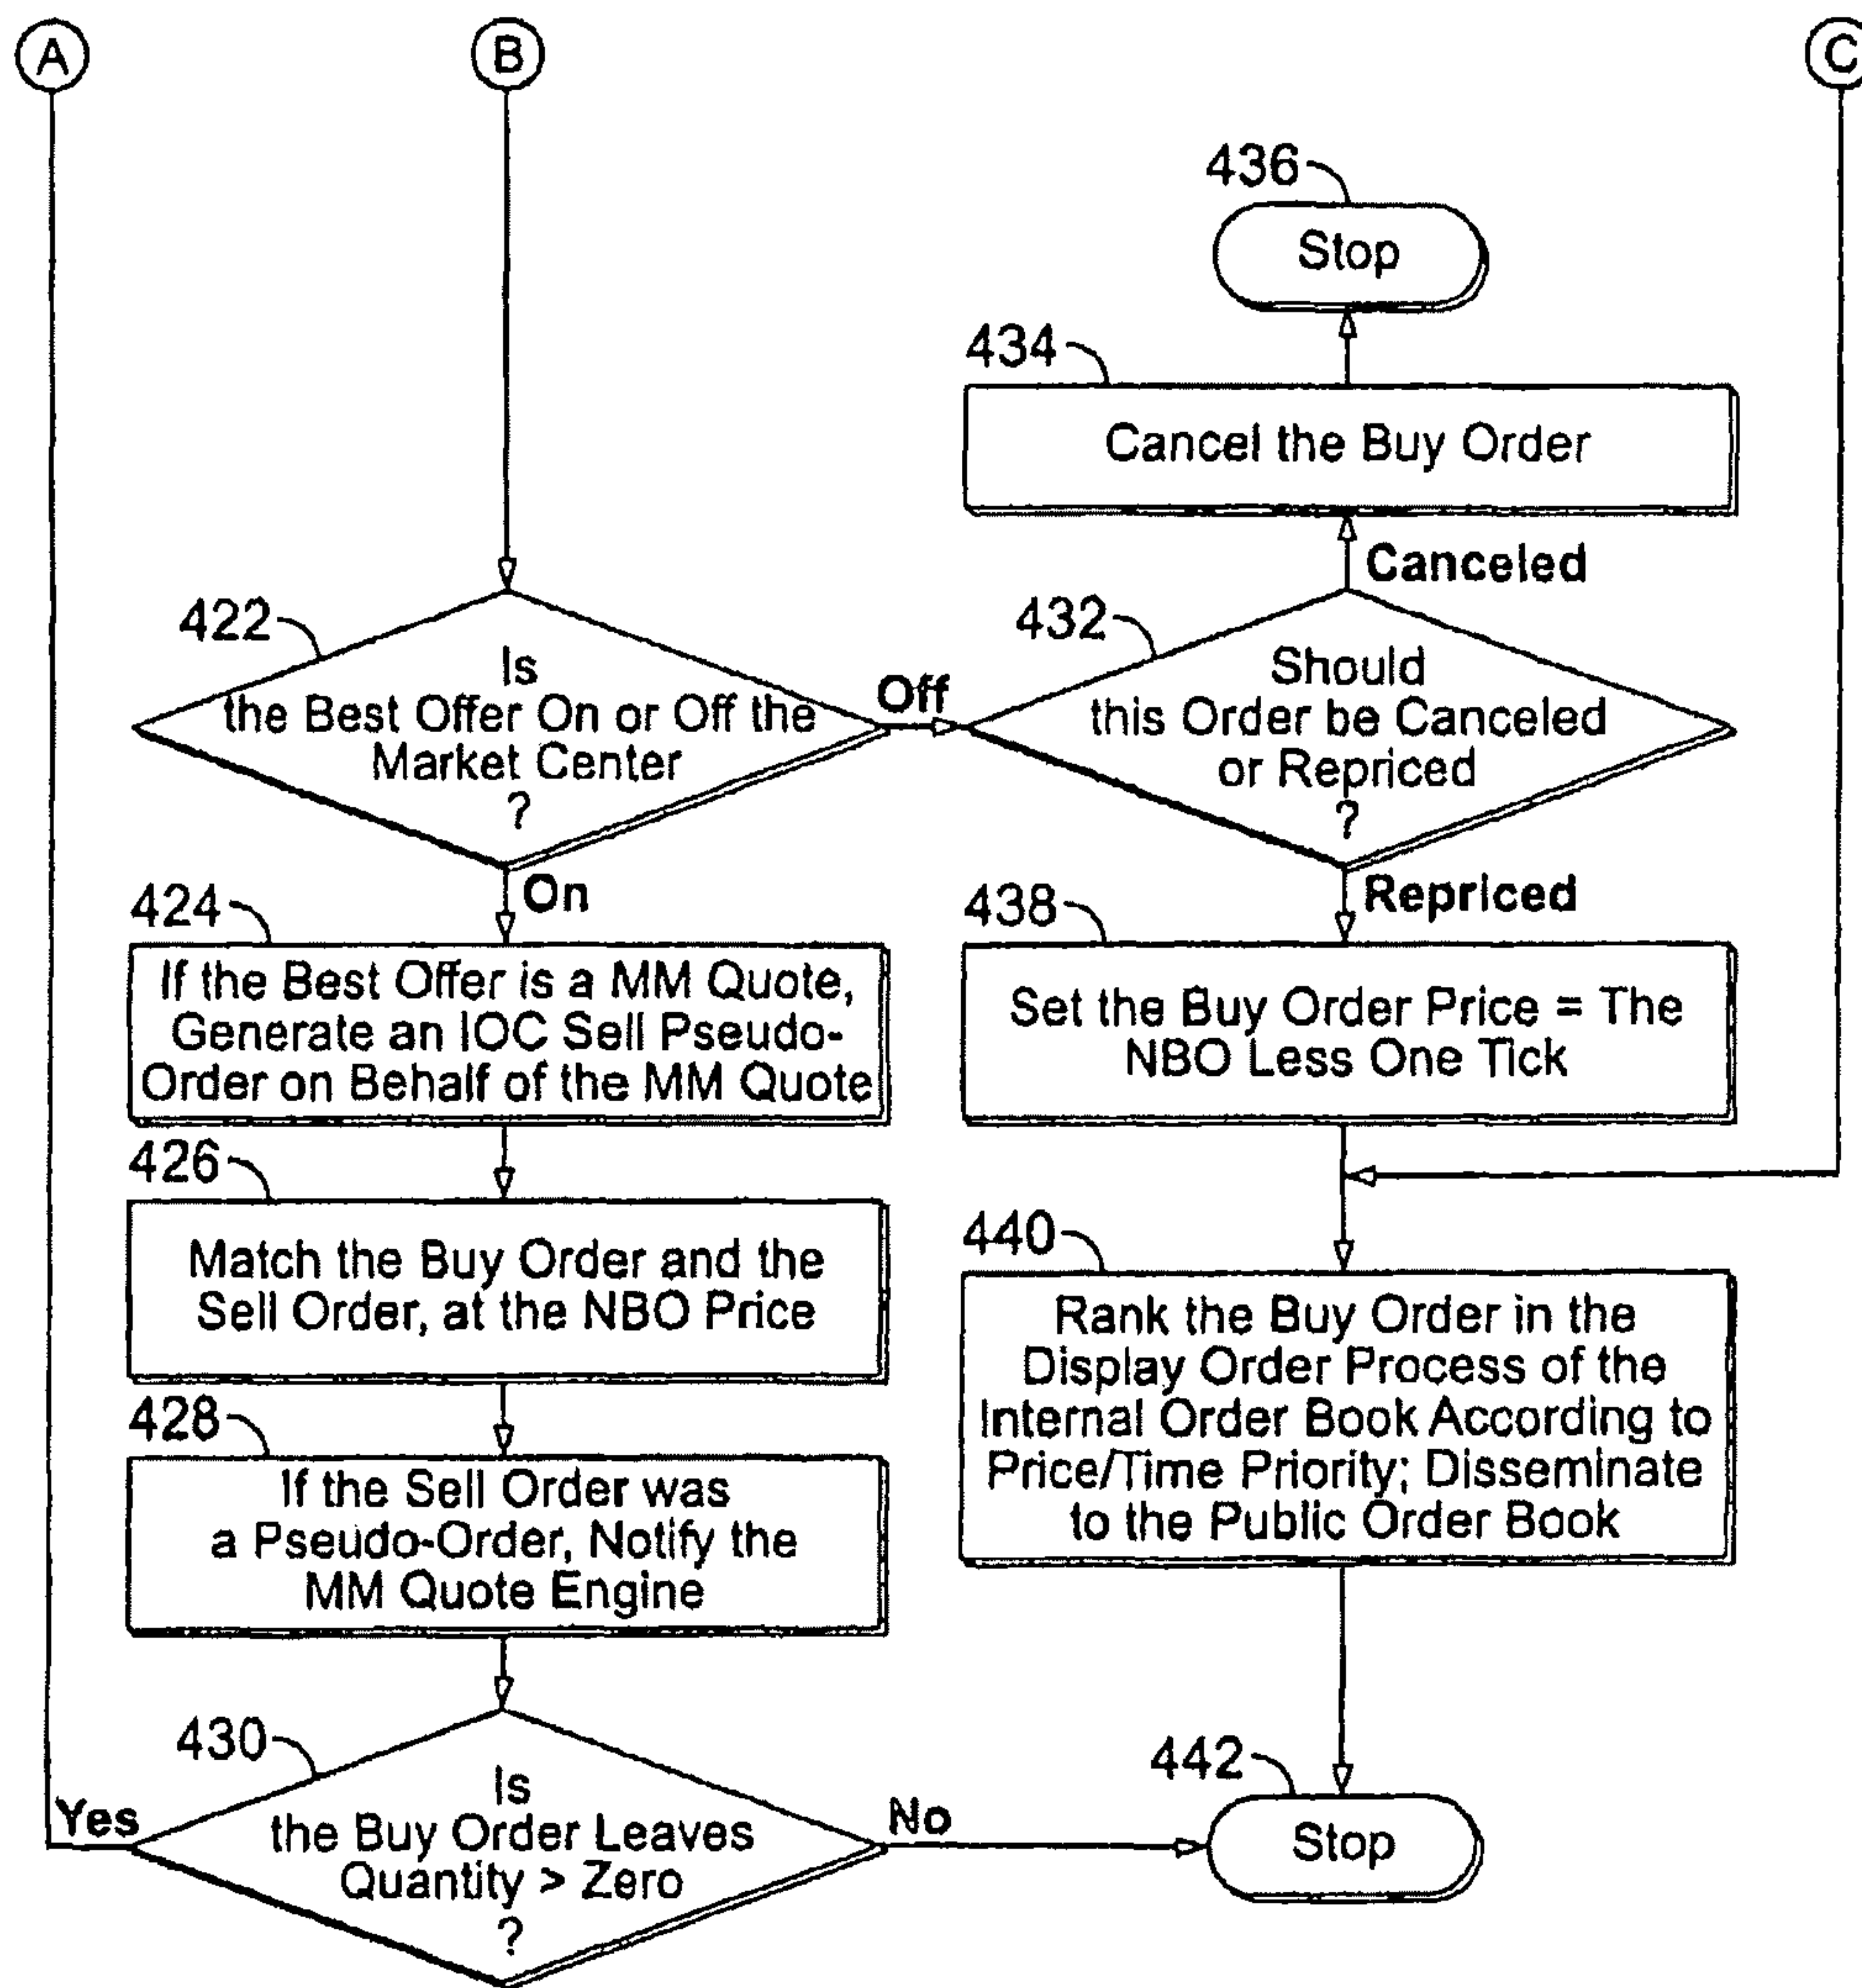 A
B
C
436
Stop
434
Cancel the Buy Order
Canceled
422
Is
the Best Offer On or Off the
Market Center
?
Off
432
Should
this Order be Canceled
or Repriced
?
On
Repriced
424
If the Best Offer is a MM Quote,
Generate an IOC Sell Pseudo-
Order on Behalf of the MM Quote
438
Set the Buy Order Price = The
NBO Less One Tick
426
Match the Buy Order and the
Sell Order, at the NBO Price
440
Rank the Buy Order in the
Display Order Process of the
Internal Order Book According to
Price/Time Priority; Disseminate
to the Public Order Book
428
If the Sell Order was
a Pseudo-Order, Notify the
MM Quote Engine
430
Is
the Buy Order Leaves
Quantity > Zero
?
Yes
No
442
Stop